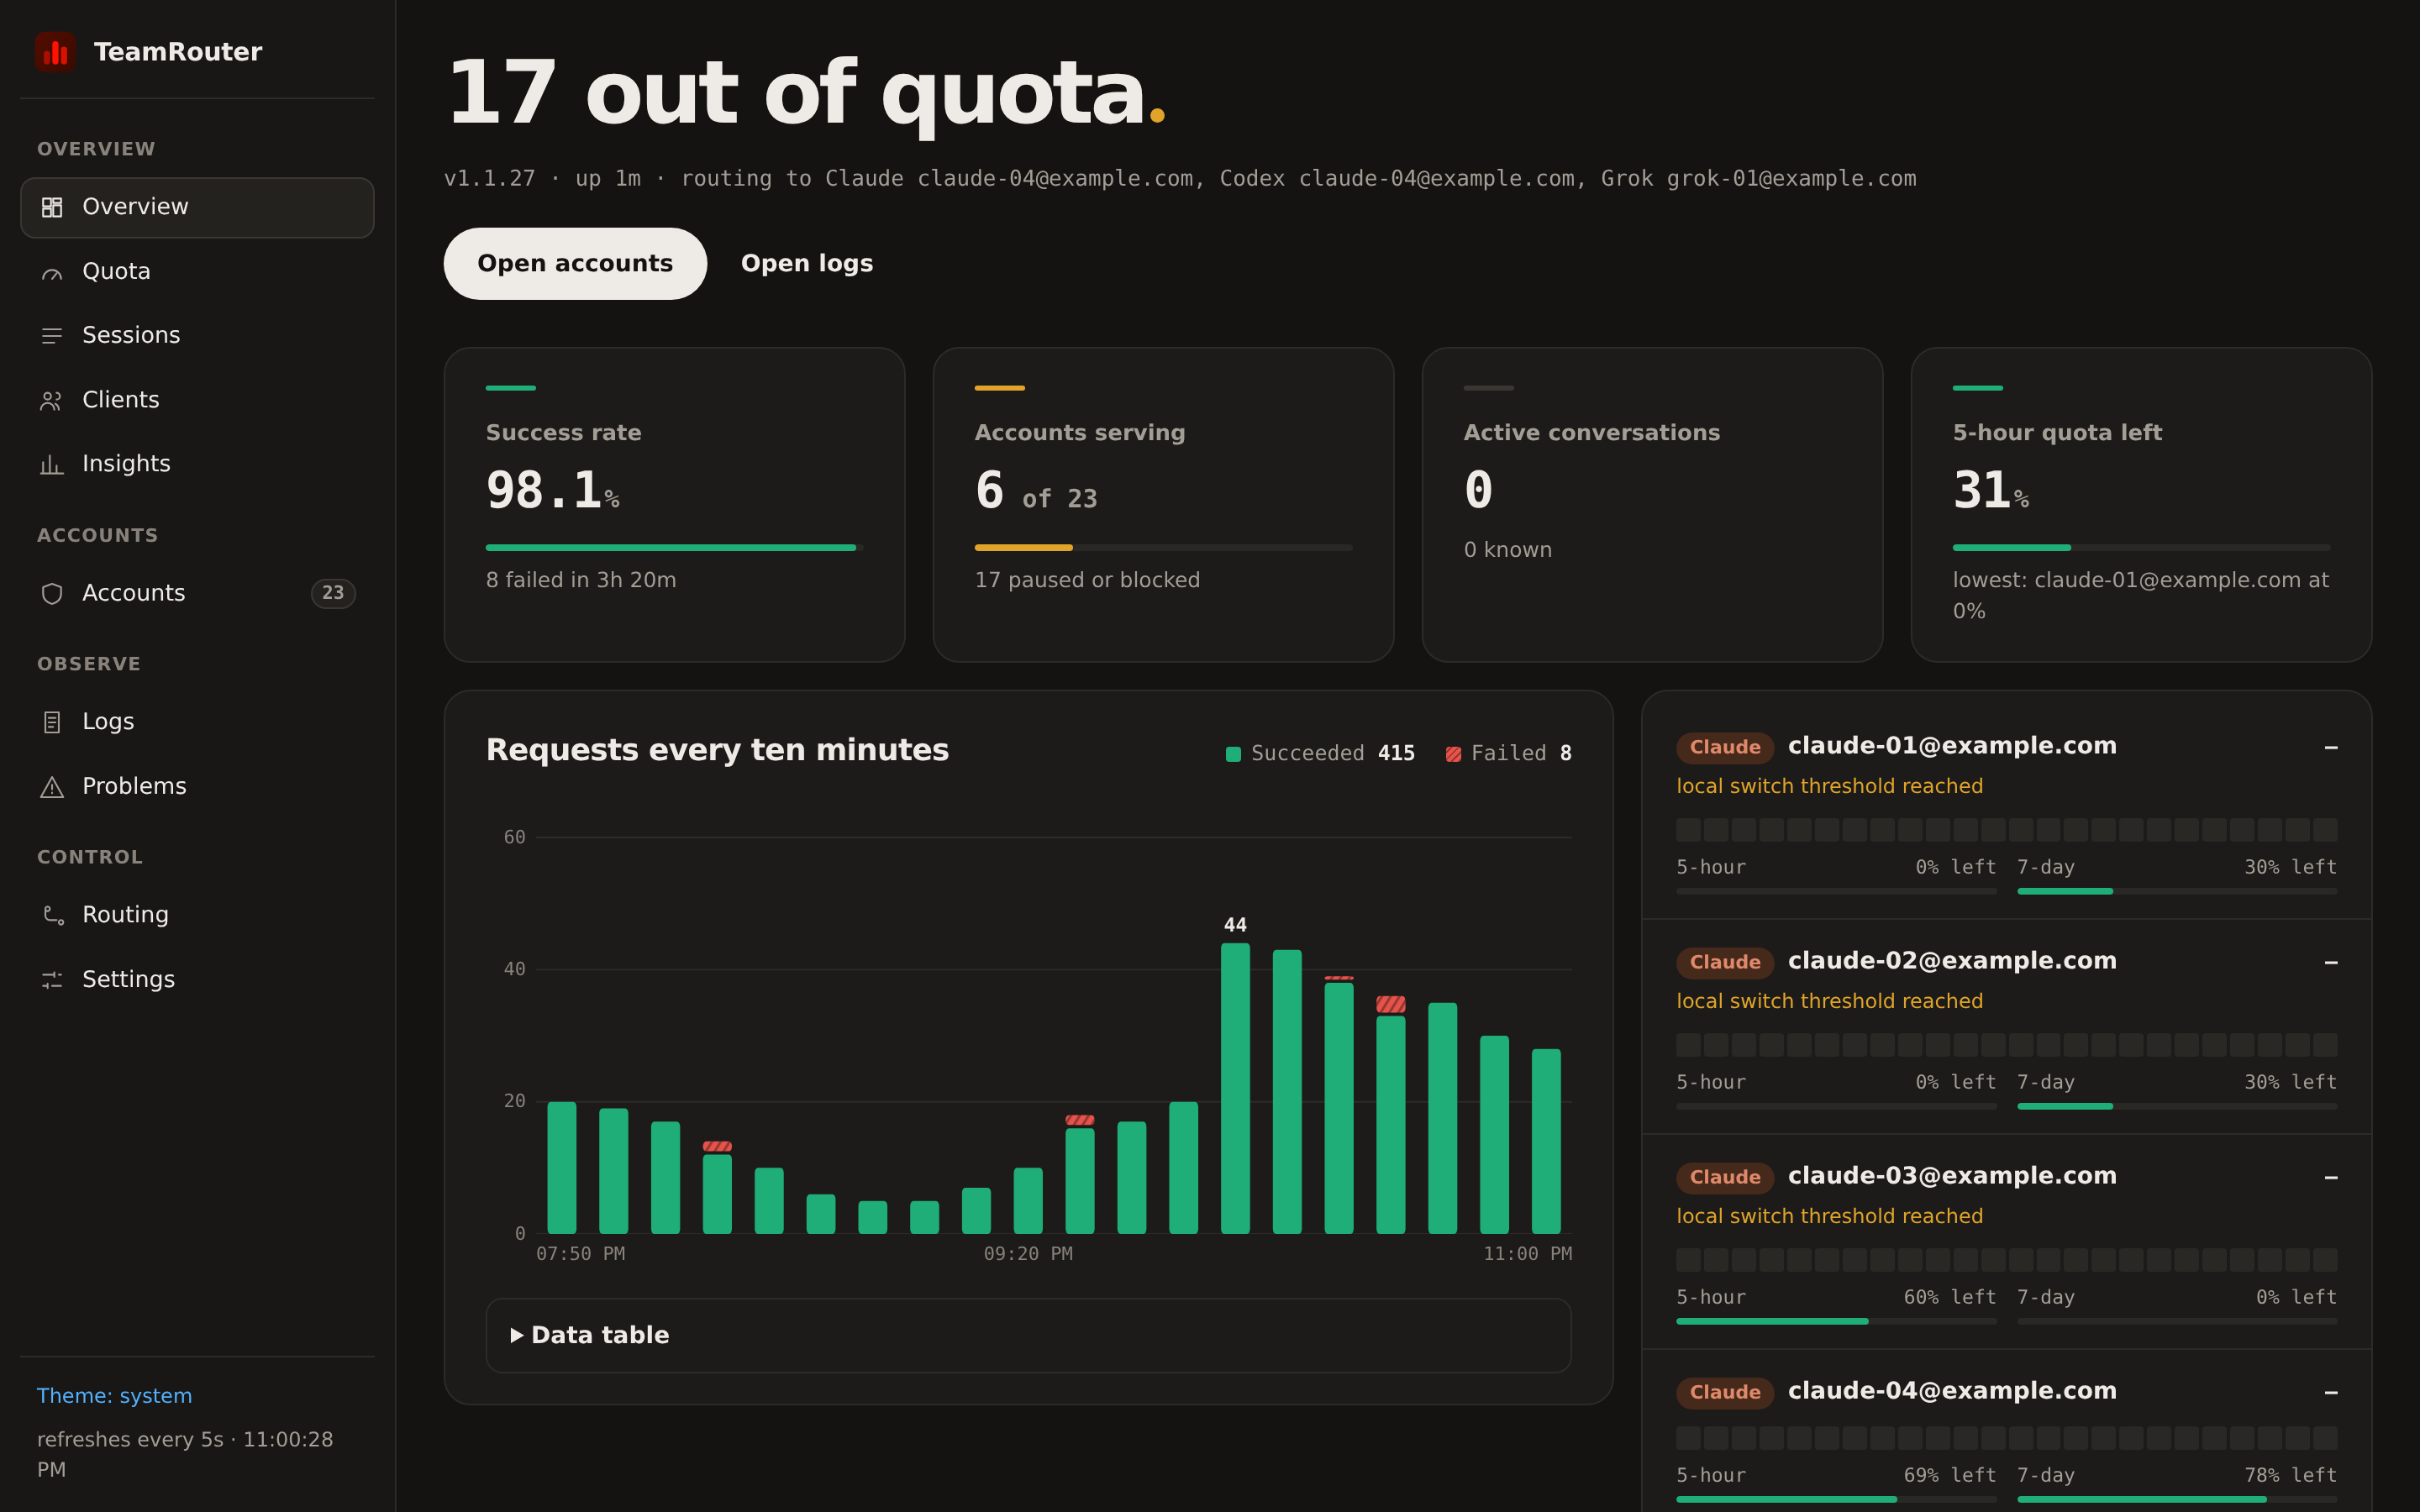 TeamRouter
OVERVIEW
Overview
Quota
Sessions
Clients
Insights
ACCOUNTS
Accounts 23
OBSERVE
Logs
Problems
CONTROL
Routing
Settings
Theme: system
refreshes every 5s · 11:00:28
PM
17 out of quota.
v1.1.27 · up 1m · routing to Claude claude-04@example.com, Codex claude-04@example.com, Grok grok-01@example.com
Open accounts Open logs
Success rate
98.1%
8 failed in 3h 20m
Accounts serving
6 of 23
17 paused or blocked
Active conversations
0
0 known
5-hour quota left
31%
lowest: claude-01@example.com at
0%
Requests every ten minutes
Succeeded 415 Failed 8
60
44
40
20
0
07:50 PM 09:20 PM 11:00 PM
Data table
Claude claude-01@example.com –
local switch threshold reached
5-hour 0% left 7-day 30% left
Claude claude-02@example.com –
local switch threshold reached
5-hour 0% left 7-day 30% left
Claude claude-03@example.com –
local switch threshold reached
5-hour 60% left 7-day 0% left
Claude claude-04@example.com –
5-hour 69% left 7-day 78% left